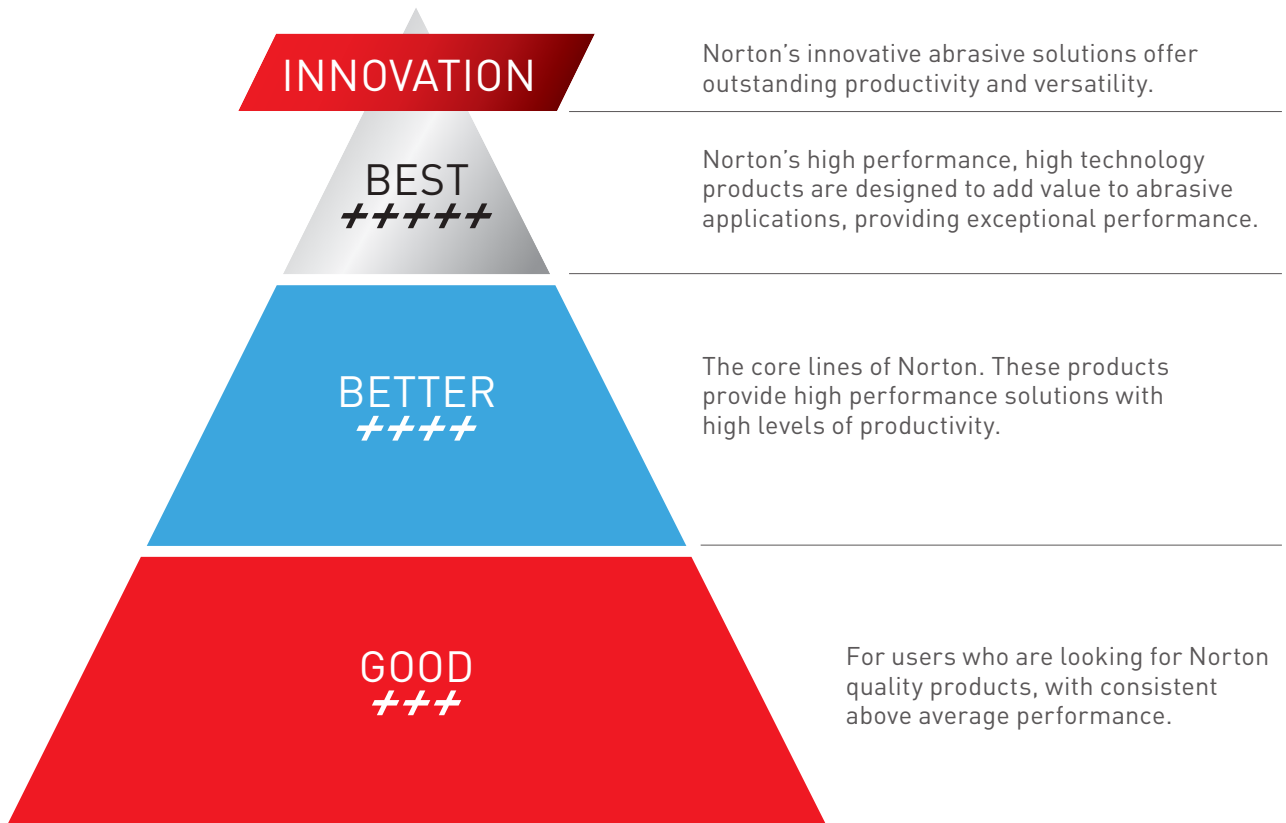 INNOVATION
Norton’s innovative abrasive solutions offer
outstanding productivity and versatility.
BEST
+++++
Norton’s high performance, high technology
products are designed to add value to abrasive
applications, providing exceptional performance.
BETTER
++++
The core lines of Norton. These products
provide high performance solutions with
high levels of productivity.
GOOD
+++
For users who are looking for Norton
quality products, with consistent
above average performance.